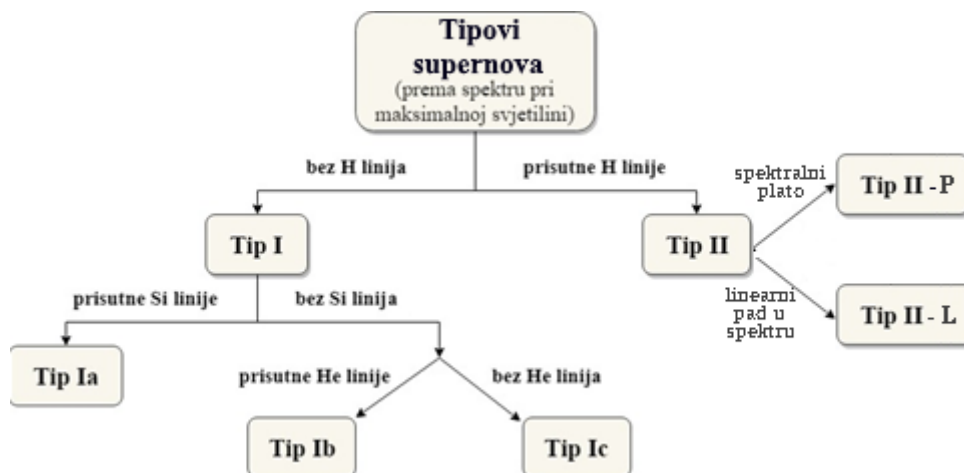 Tipovi
supernova
(prema spektru pri
maksimalnoj svjetilini)
bez H linija
prisutne H linije
spektralni
plato
Tip II - P
Tip I
Tip II
linearni
pad u
spektru
Tip II - L
prisutne Si linije
bez Si linija
Tip Ia
prisutne He linije
bez He linija
Tip Ib
Tip Ic